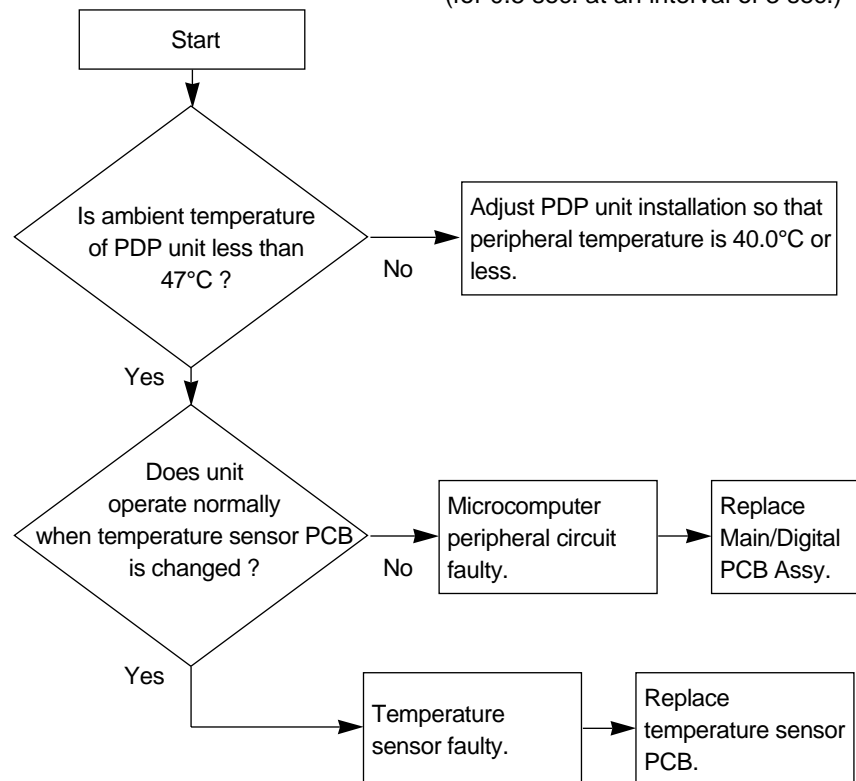 Start
Is ambient temperature
of PDP unit less than
47°C ?
No
Adjust PDP unit installation so that
peripheral temperature is 40.0°C or
less.
Yes
Does unit
operate normally
when temperature sensor PCB
is changed ?
No
Microcomputer
peripheral circuit
faulty.
Replace
Main/Digital
PCB Assy.
Yes
Temperature
sensor faulty.
Replace
temperature sensor
PCB.